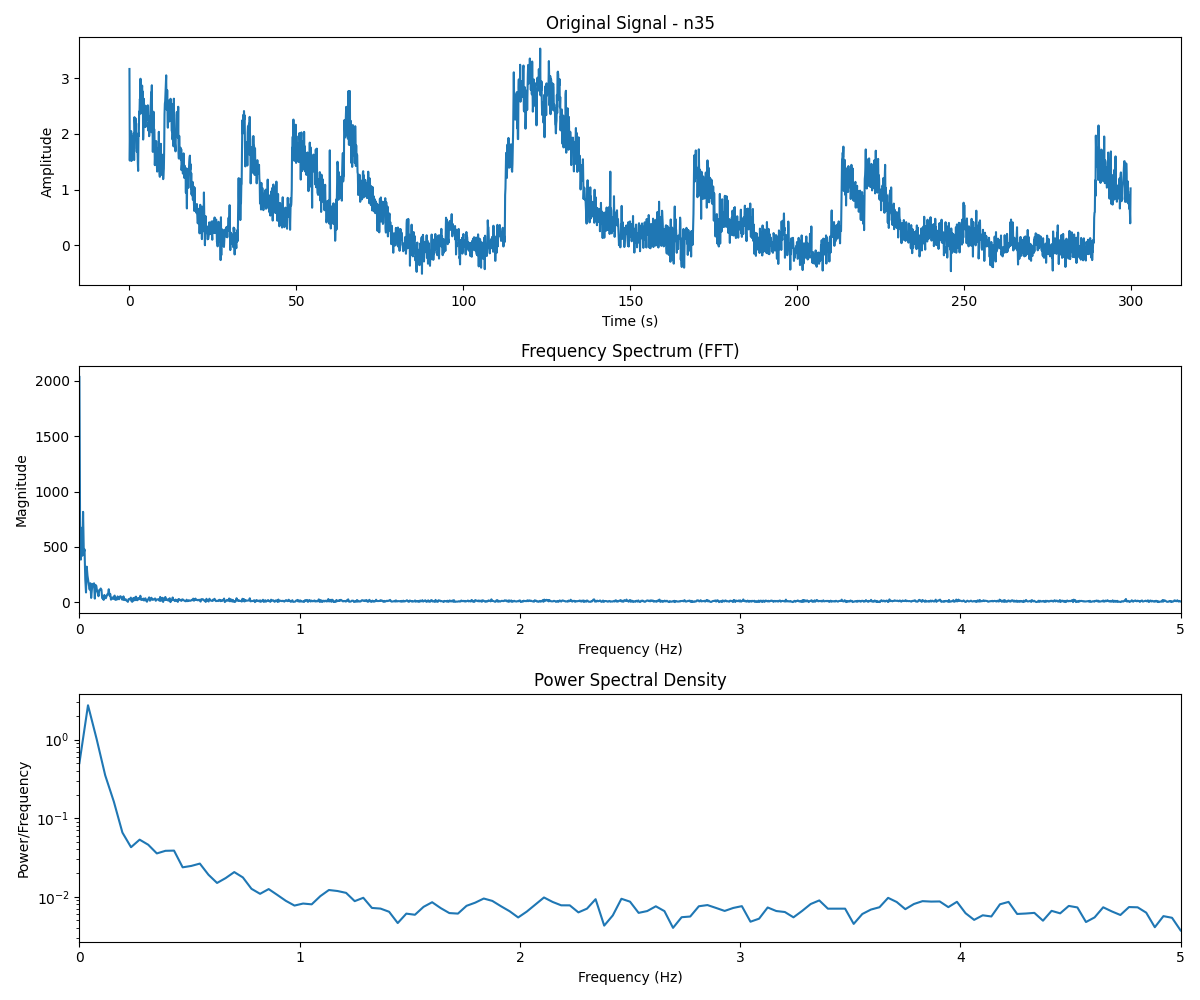 Original Signal - n35
Amplitude
3
2
1
0
0 50 100 150 200 250 300
Time (s)
Frequency Spectrum (FFT)
Magnitude
2000
1500
1000
500
0
0 1 2 3 4 5
Frequency (Hz)
Power Spectral Density
Power/Frequency
10⁰
10⁻¹
10⁻²
0 1 2 3 4 5
Frequency (Hz)